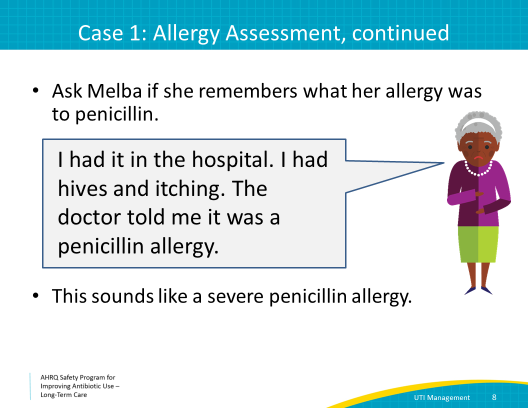 Case 1: Allergy Assessment, continued
• Ask Melba if she remembers what her allergy was
to penicillin.
I had it in the hospital. I had
hives and itching. The
doctor told me it was a
penicillin allergy.
• This sounds like a severe penicillin allergy.
AHRQ Safety Program for
Improving Antibiotic Use –
Long-Term Care
UTI Management 8